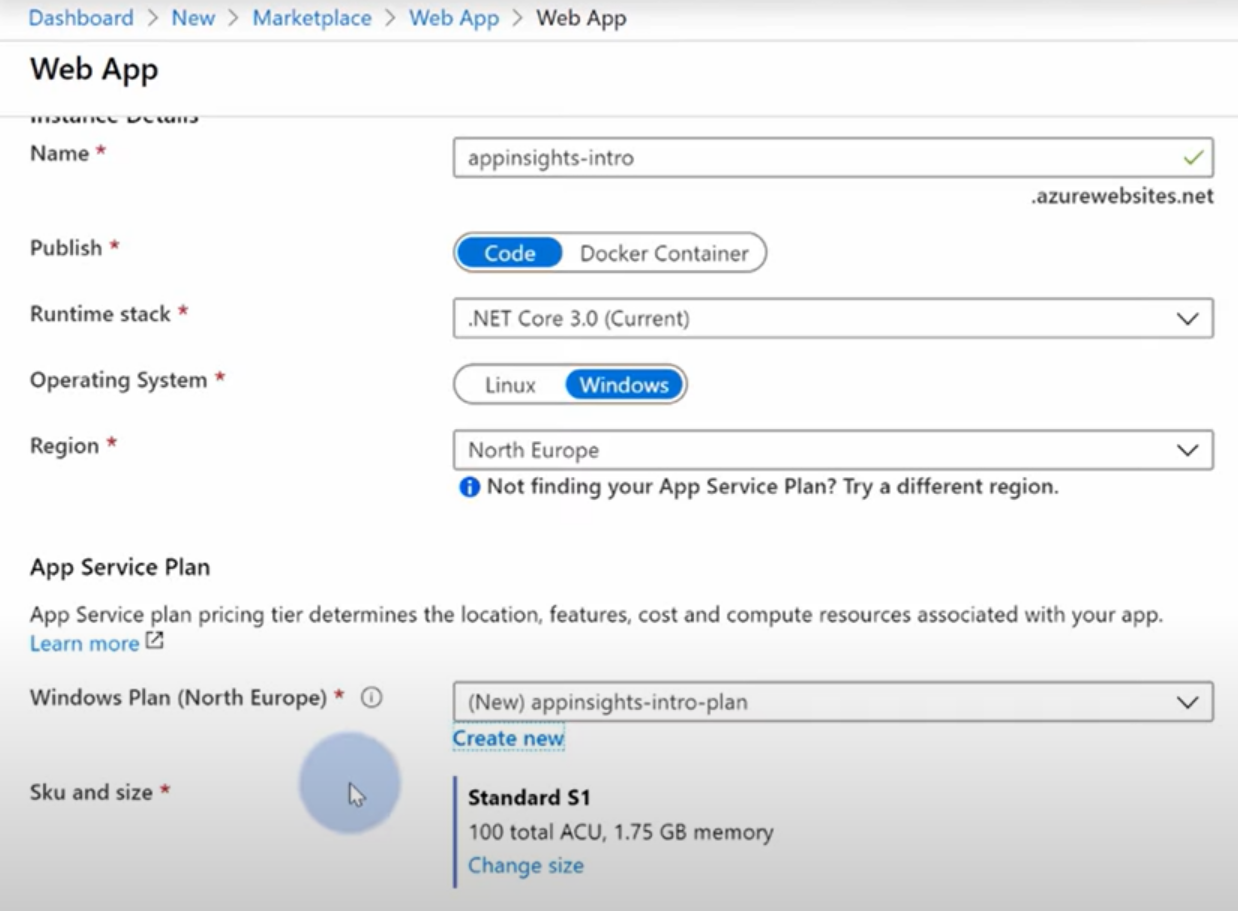 Dashboard > New > Marketplace > Web App > Web App
Web App
Instance Details
Name *
appinsights-intro
.azurewebsites.net
Publish *
Code Docker Container
Runtime stack *
.NET Core 3.0 (Current)
Operating System *
Linux Windows
Region *
North Europe
Not finding your App Service Plan? Try a different region.
App Service Plan
App Service plan pricing tier determines the location, features, cost and compute resources associated with your app.
Learn more
Windows Plan (North Europe) *
(New) appinsights-intro-plan
Create new
Sku and size *
Standard S1
100 total ACU, 1.75 GB memory
Change size